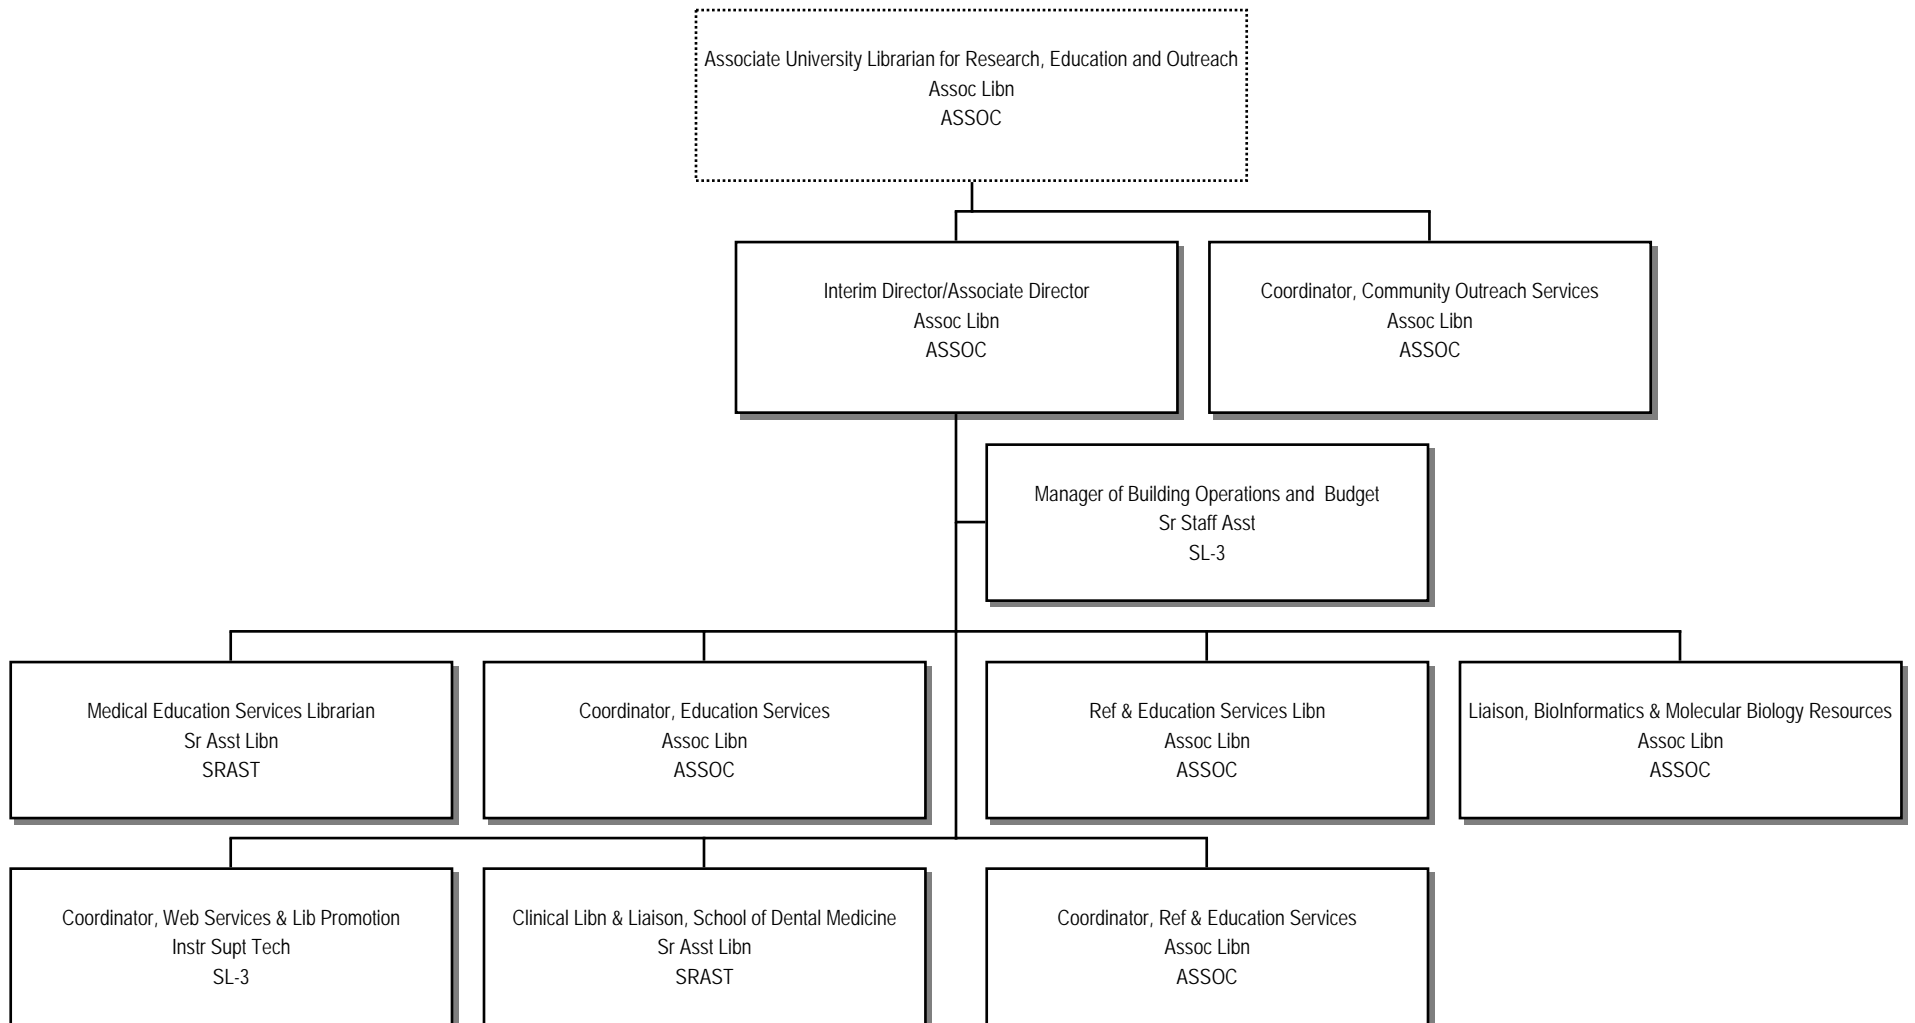 Associate University Librarian for Research, Education and Outreach
Assoc Libn
ASSOC
Interim Director/Associate Director
Assoc Libn
ASSOC
Coordinator, Community Outreach Services
Assoc Libn
ASSOC
Manager of Building Operations and  Budget
Sr Staff Asst
SL-3
Medical Education Services Librarian
Sr Asst Libn
SRAST
Coordinator, Education Services
Assoc Libn
ASSOC
Ref & Education Services Libn
Assoc Libn
ASSOC
Liaison, BioInformatics & Molecular Biology Resources
Assoc Libn
ASSOC
Coordinator, Web Services & Lib Promotion
Instr Supt Tech
SL-3
Clinical Libn & Liaison, School of Dental Medicine
Sr Asst Libn
SRAST
Coordinator, Ref & Education Services
Assoc Libn
ASSOC